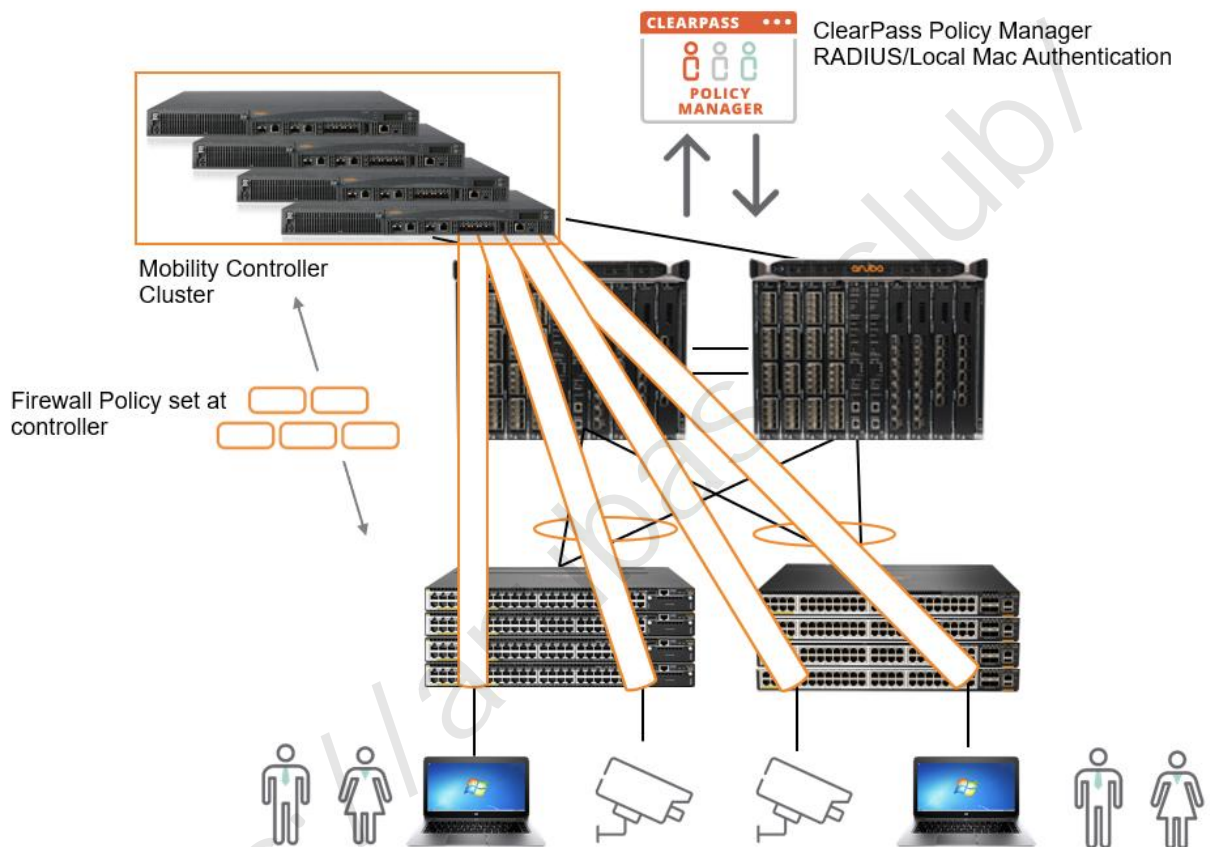 CLEARPASS
POLICY
MANAGER
ClearPass Policy Manager
RADIUS/Local Mac Authentication
aruba
Mobility Controller
Cluster
Firewall Policy set at
controller